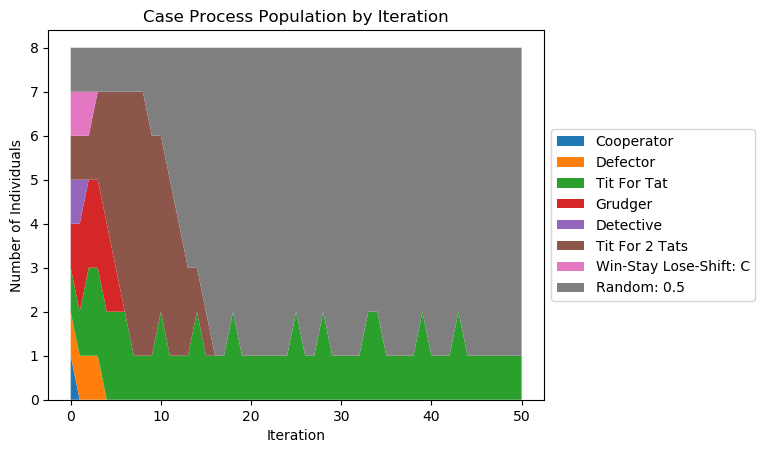 Case Process Population by Iteration
Number of Individuals
8
7
6
5
4
3
2
1
0
0 10 20 30 40 50
Iteration
Cooperator
Defector
Tit For Tat
Grudger
Detective
Tit For 2 Tats
Win-Stay Lose-Shift: C
Random: 0.5